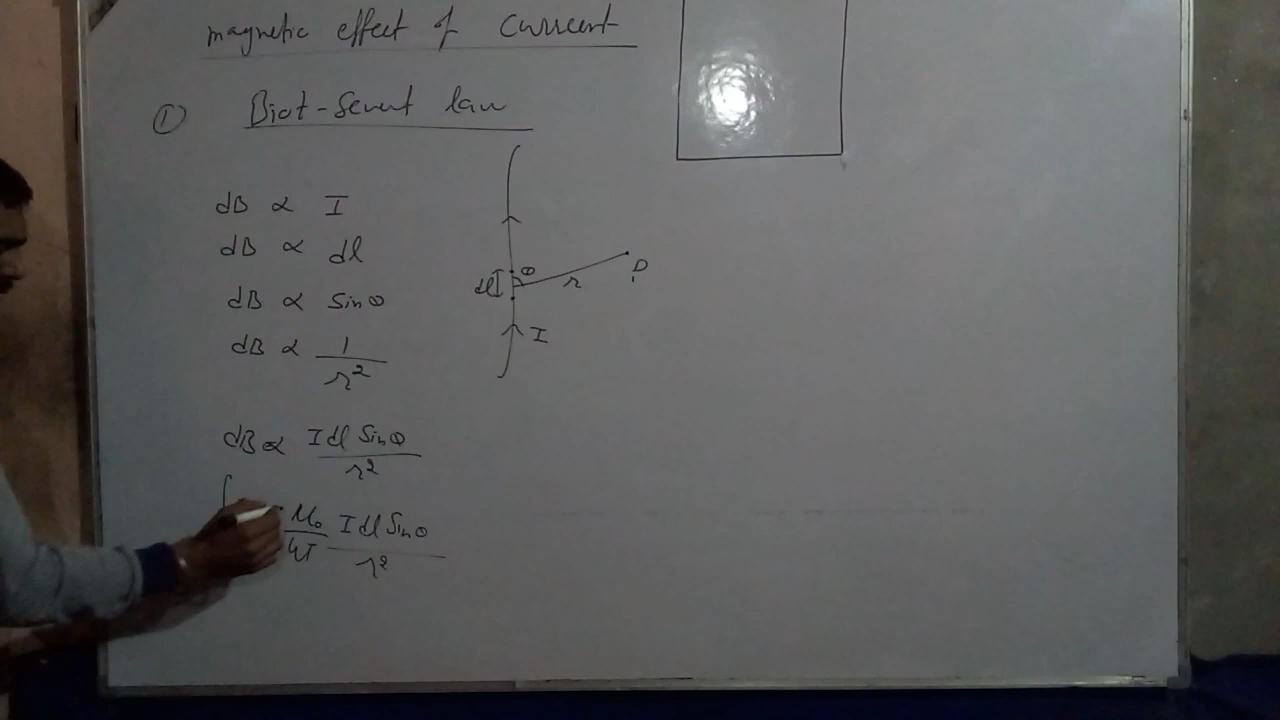 magnetic effect of current
① Biot-Savart law
dB ∝ I
dB ∝ dl
dB ∝ Sinθ
dB ∝ 1/r²
dl θ r P
I
dB ∝ I dl Sinθ / r²
μ₀/4π I dl Sinθ / r²